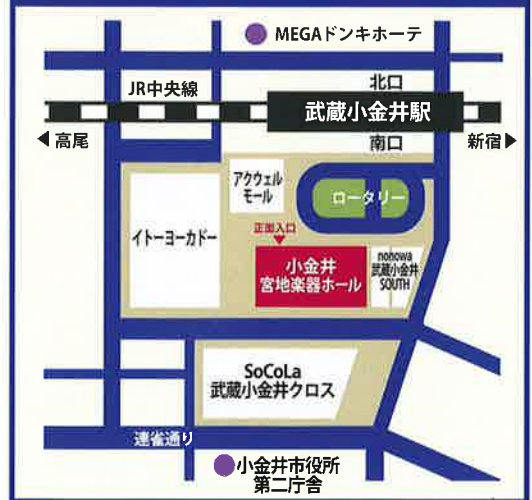 MEGAドンキホーテ
JR中央線
北口
武蔵小金井駅
高尾
南口
新宿
アクウェル
モール
ロータリー
イトーヨーカドー
正面入口
小金井
宮地楽器ホール
nonowa
武蔵小金井
SOUTH
SoCoLa
武蔵小金井クロス
連雀通り
小金井市役所
第二庁舎